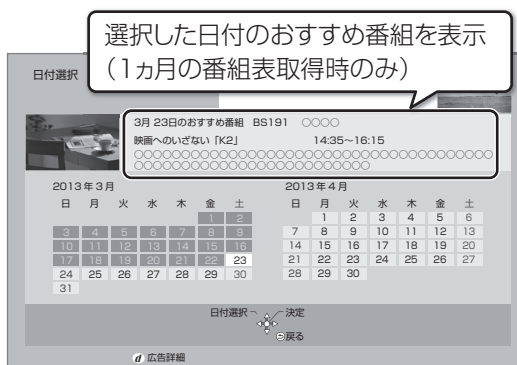 選択した日付のおすすめ番組を表示
（1ヵ月の番組表取得時のみ）
日付選択
3月 23日のおすすめ番組 BS191 ○○○○
映画へのいざない「K2」 14:35～16:15
○○○○○○○○○○○○○○○○○○○○○○○○○○○○○○○○○○○○
○○○○○○○○○○○○○○○○○○○○○○○○
2013年3月
日 月 火 水 木 金 土
1 2
3 4 5 6 7 8 9
10 11 12 13 14 15 16
17 18 19 20 21 22 23
24 25 26 27 28 29 30
31
2013年4月
日 月 火 水 木 金 土
1 2 3 4 5 6
7 8 9 10 11 12 13
14 15 16 17 18 19 20
21 22 23 24 25 26 27
28 29 30
日付選択 決定
戻る
d 広告詳細